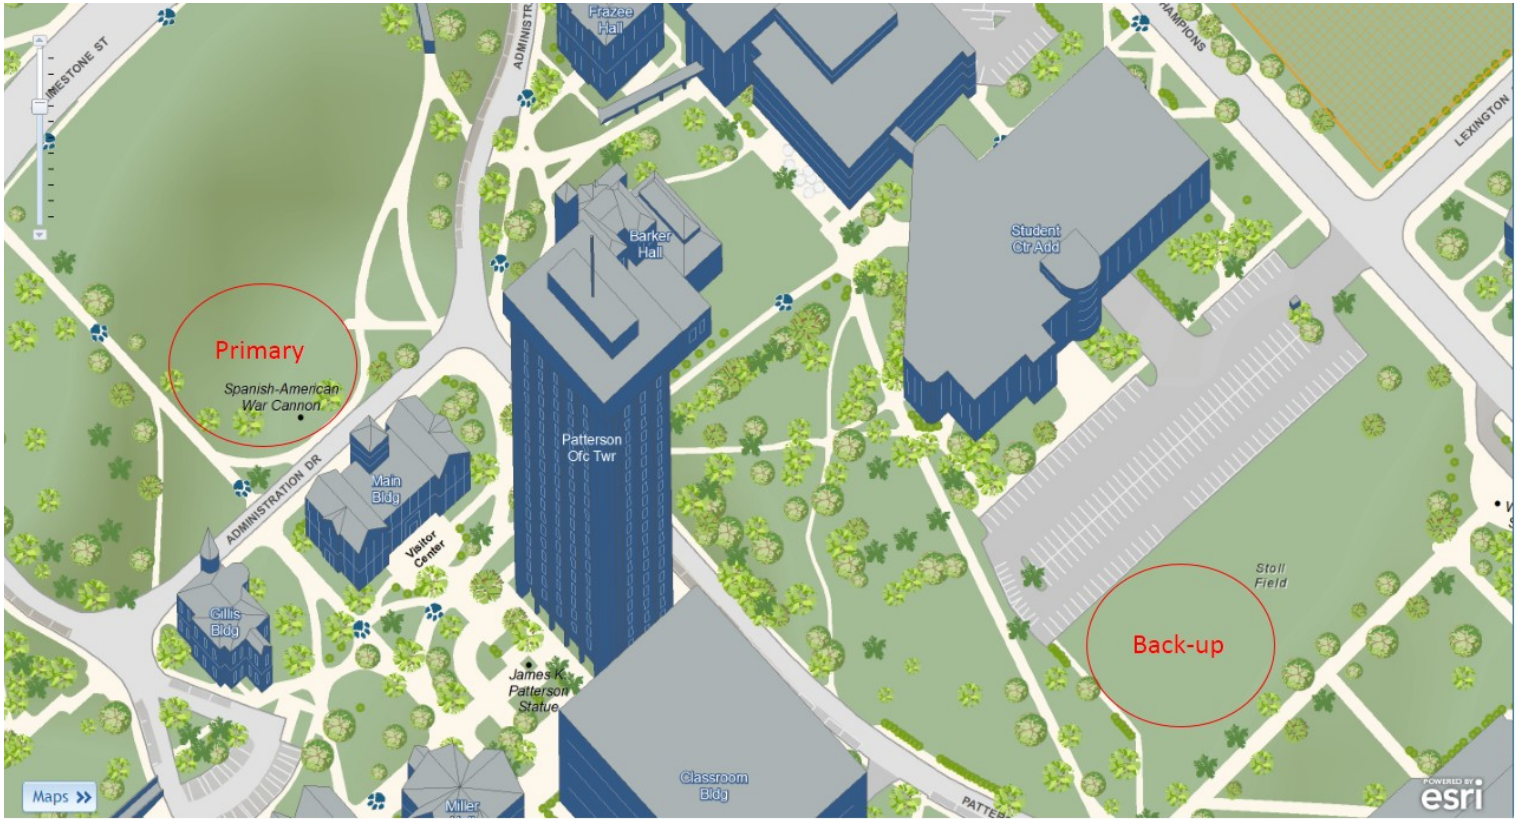 Frazee
Hall
ADMINISTR
HAMPIONS
MESTONE ST
LEXINGTON
Barker
Hall
Student
Ctr Add
Primary
Spanish-American
War Cannon
Patterson
Ofc Twr
Main
Bldg
ADMINISTRATION DR
Visitor
Center
Stoll
Field
Gillis
Bldg
Back-up
James K.
Patterson
Statue
Classroom
Bldg
Maps
Miller
PATTER
POWERED BY
esri